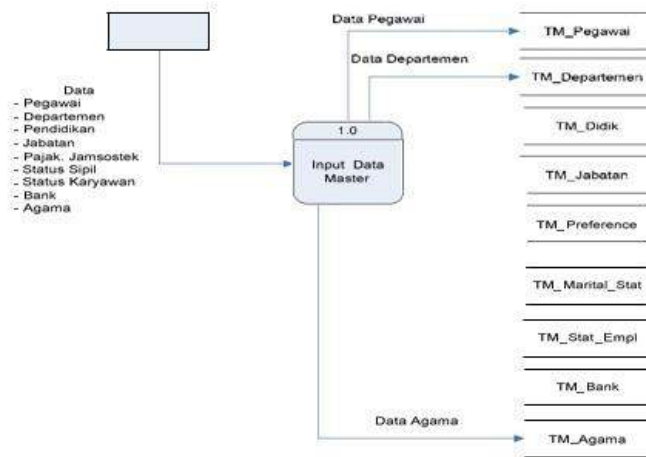 Data Pegawai
TM_Pegawai
Data Departemen
TM_Departemen
Data
- Pegawai
- Departemen
- Pendidikan
- Jabatan
- Pajak. Jamsostek
- Status Sipil
- Status Karyawan
- Bank
- Agama
1.0
Input Data
Master
TM_Didik
TM_Jabatan
TM_Preference
TM_Marital_Stat
TM_Stat_Empl
TM_Bank
Data Agama
TM_Agama